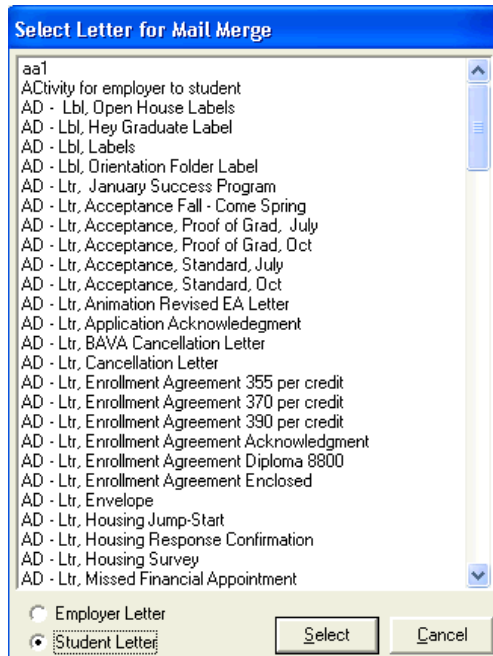 Select Letter for Mail Merge
aa1
ACtivity for employer to student
AD -  Lbl, Open House Labels
AD - Lbl, Hey Graduate Label
AD - Lbl, Labels
AD - Lbl, Orientation Folder Label
AD - Ltr,  January Success Program
AD - Ltr, Acceptance Fall - Come Spring
AD - Ltr, Acceptance, Proof of Grad,  July
AD - Ltr, Acceptance, Proof of Grad, Oct
AD - Ltr, Acceptance, Standard, July
AD - Ltr, Acceptance, Standard, Oct
AD - Ltr, Animation Revised EA Letter
AD - Ltr, Application Acknowledegment
AD - Ltr, BAVA Cancellation Letter
AD - Ltr, Cancellation Letter
AD - Ltr, Enrollment Agreement 355 per credit
AD - Ltr, Enrollment Agreement 370 per credit
AD - Ltr, Enrollment Agreement 390 per credit
AD - Ltr, Enrollment Agreement Acknowledgment
AD - Ltr, Enrollment Agreement Diploma 8800
AD - Ltr, Enrollment Agreement Enclosed
AD - Ltr, Envelope
AD - Ltr, Housing Jump-Start
AD - Ltr, Housing Response Confirmation
AD - Ltr, Housing Survey
AD - Ltr, Missed Financial Appointment
Employer Letter
Student Letter
Select Cancel